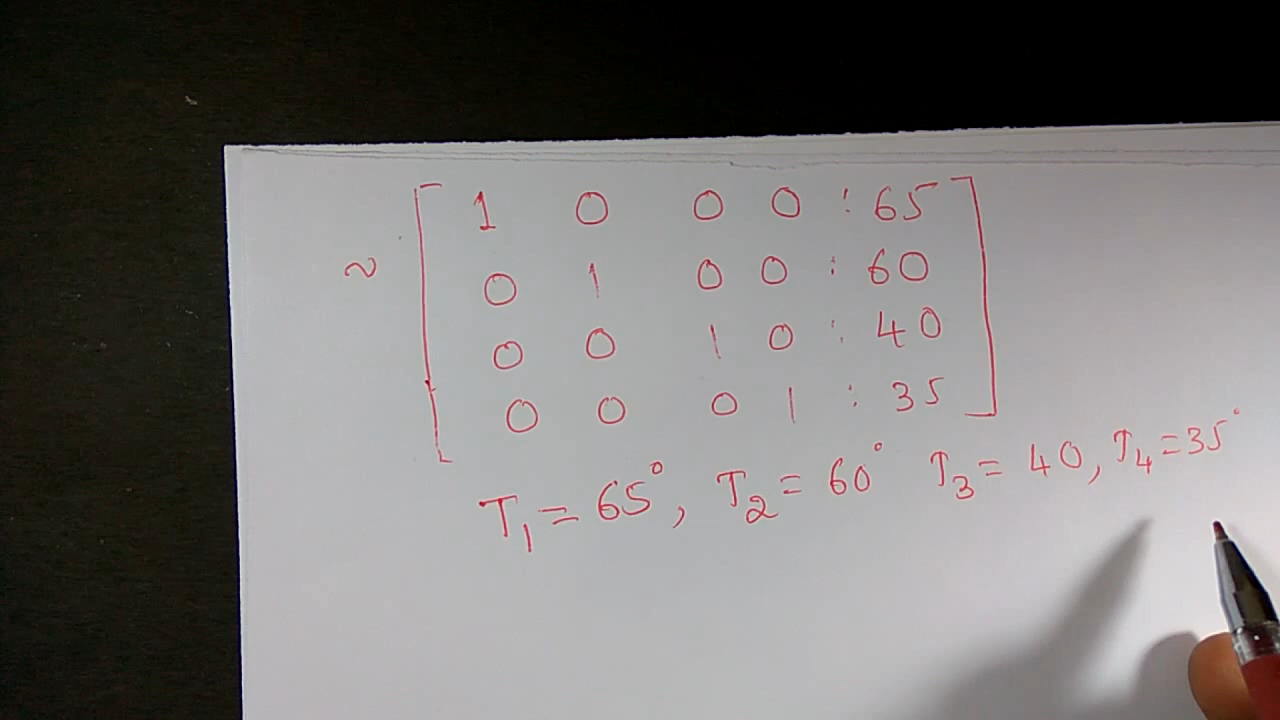 1 0 0 0 : 65
~ 0 1 0 0 : 60
0 0 1 0 : 40
0 0 0 1 : 35
T₁ = 65°, T₂ = 60° T₃ = 40, T₄ = 35°